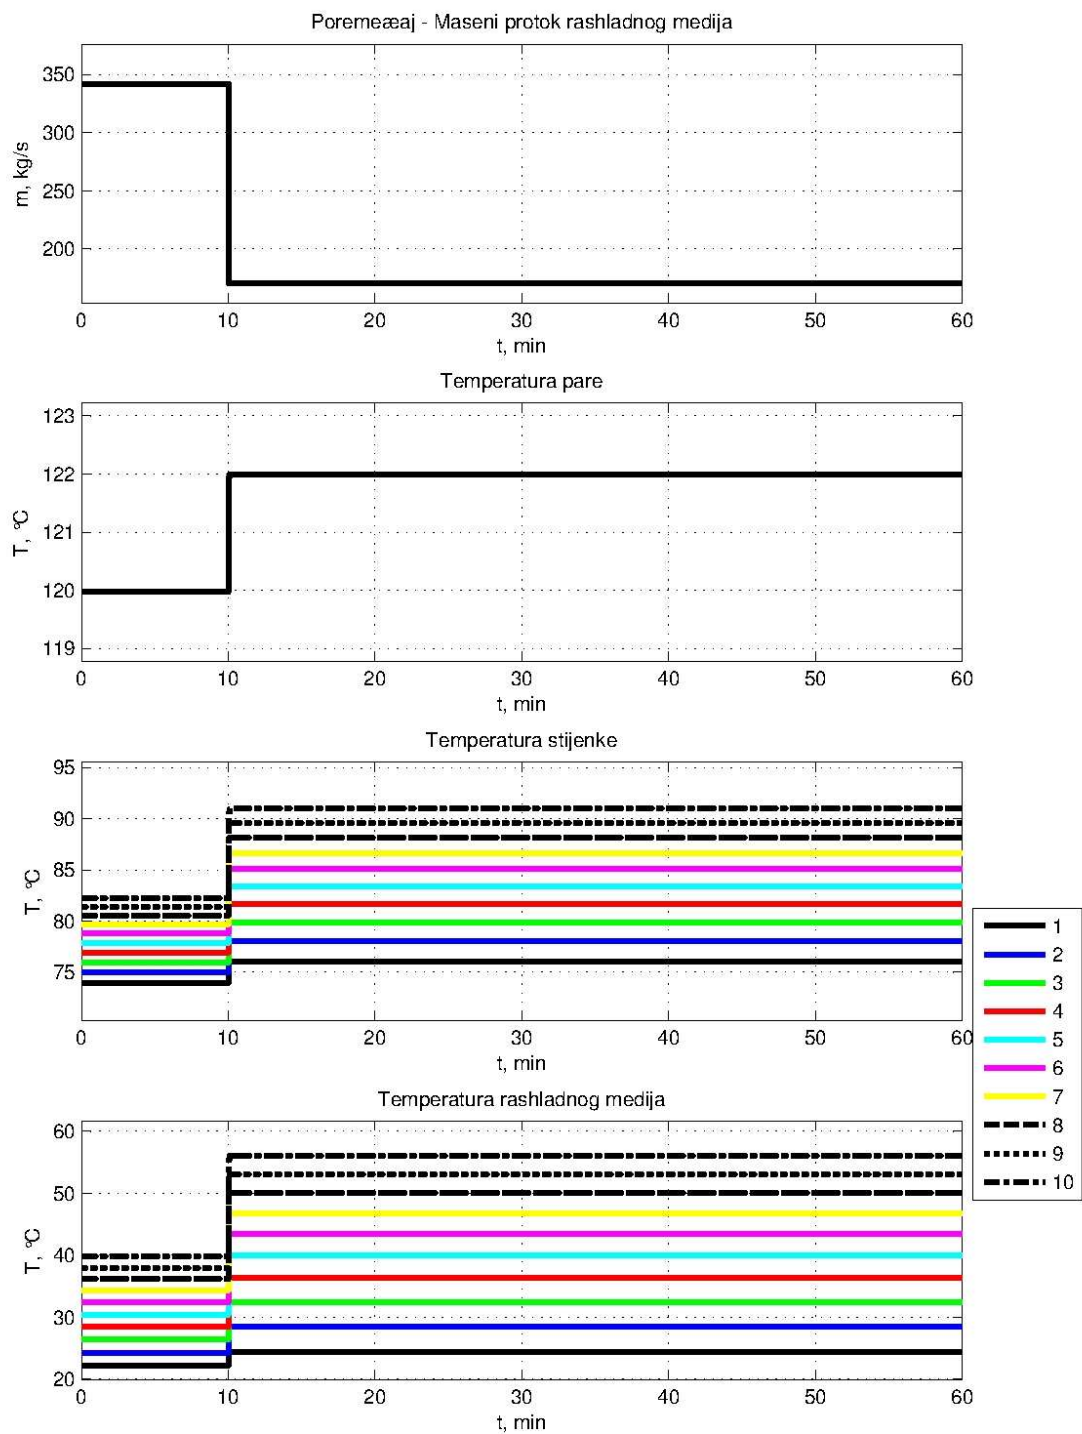 Poremeæaj - Maseni protok rashladnog medija
350
300
250
200
m, kg/s
0 10 20 30 40 50 60
t, min
Temperatura pare
123
122
121
120
119
T, °C
0 10 20 30 40 50 60
t, min
Temperatura stijenke
95
90
85
80
75
T, °C
0 10 20 30 40 50 60
t, min
1
2
3
4
5
6
7
8
9
10
Temperatura rashladnog medija
60
50
40
30
20
T, °C
0 10 20 30 40 50 60
t, min